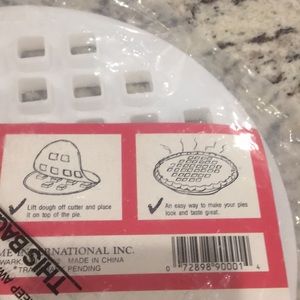 Lift dough off cutter and place
it on top of the pie.
An easy way to make your pies
look and taste great.
INTERNATIONAL INC.
MADE IN CHINA
PENDING
0 72898 90001 4
THIS BA